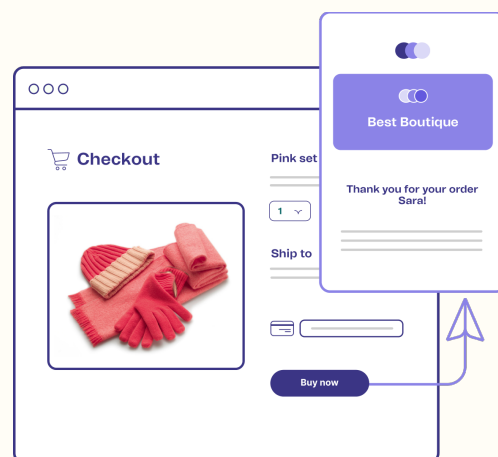 Best Boutique
Checkout
Pink set
Thank you for your order
Sara!
1
Ship to
Buy now